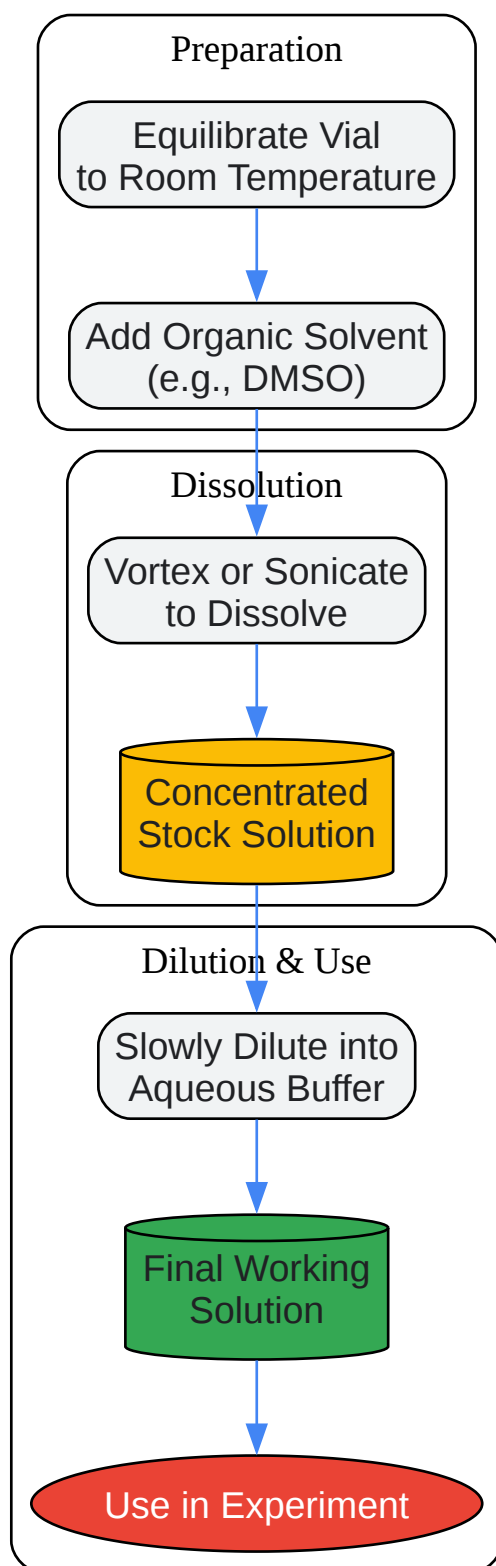 Preparation
Equilibrate Vial
to Room Temperature
Add Organic Solvent
(e.g., DMSO)
Dissolution
Vortex or Sonicate
to Dissolve
Concentrated
Stock Solution
Dilution & Use
Slowly Dilute into
Aqueous Buffer
Final Working
Solution
Use in Experiment